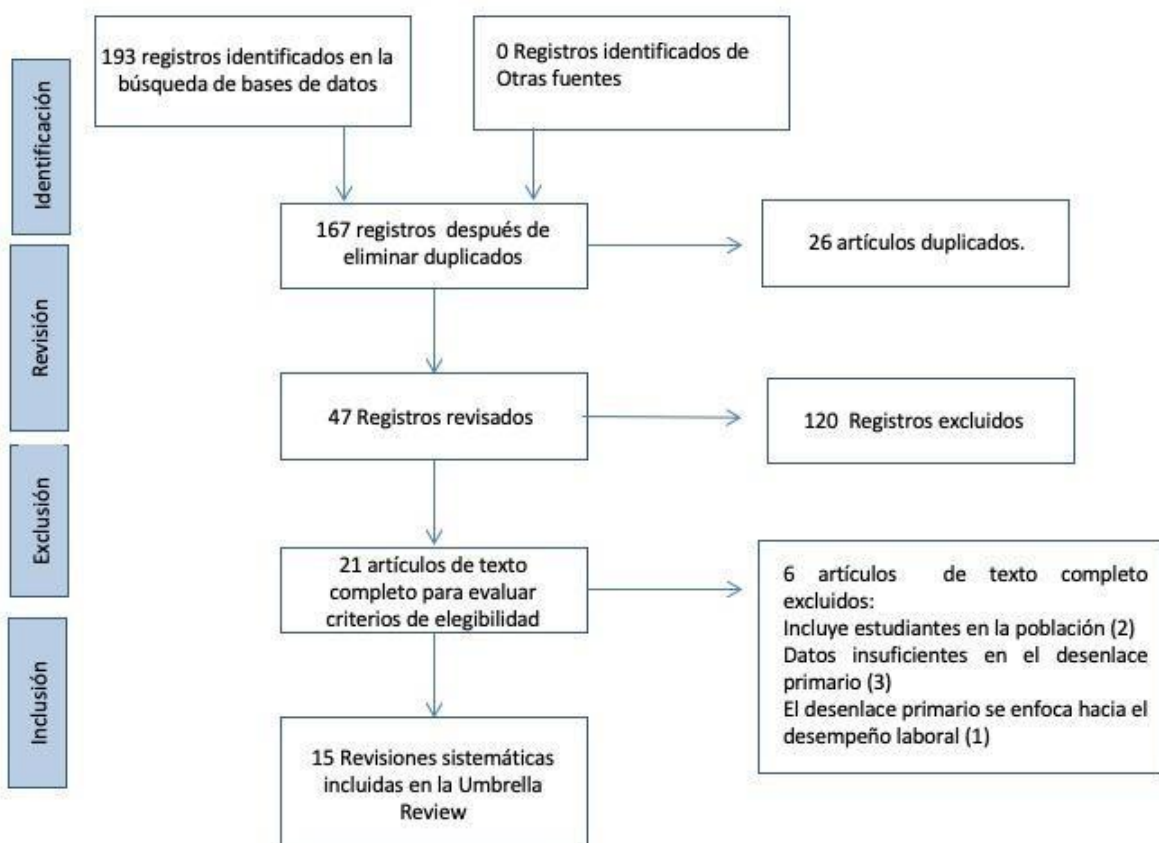 193 registros identificados en la
búsqueda de bases de datos
0 Registros identificados de
Otras fuentes
Identificación
167 registros después de
eliminar duplicados
26 artículos duplicados.
Revisión
47 Registros revisados
120 Registros excluidos
Exclusión
21 artículos de texto
completo para evaluar
criterios de elegibilidad
6 artículos de texto completo
excluidos:
Incluye estudiantes en la población (2)
Datos insuficientes en el desenlace
primario (3)
El desenlace primario se enfoca hacia el
desempeño laboral (1)
Inclusión
15 Revisiones sistemáticas
incluidas en la Umbrella
Review